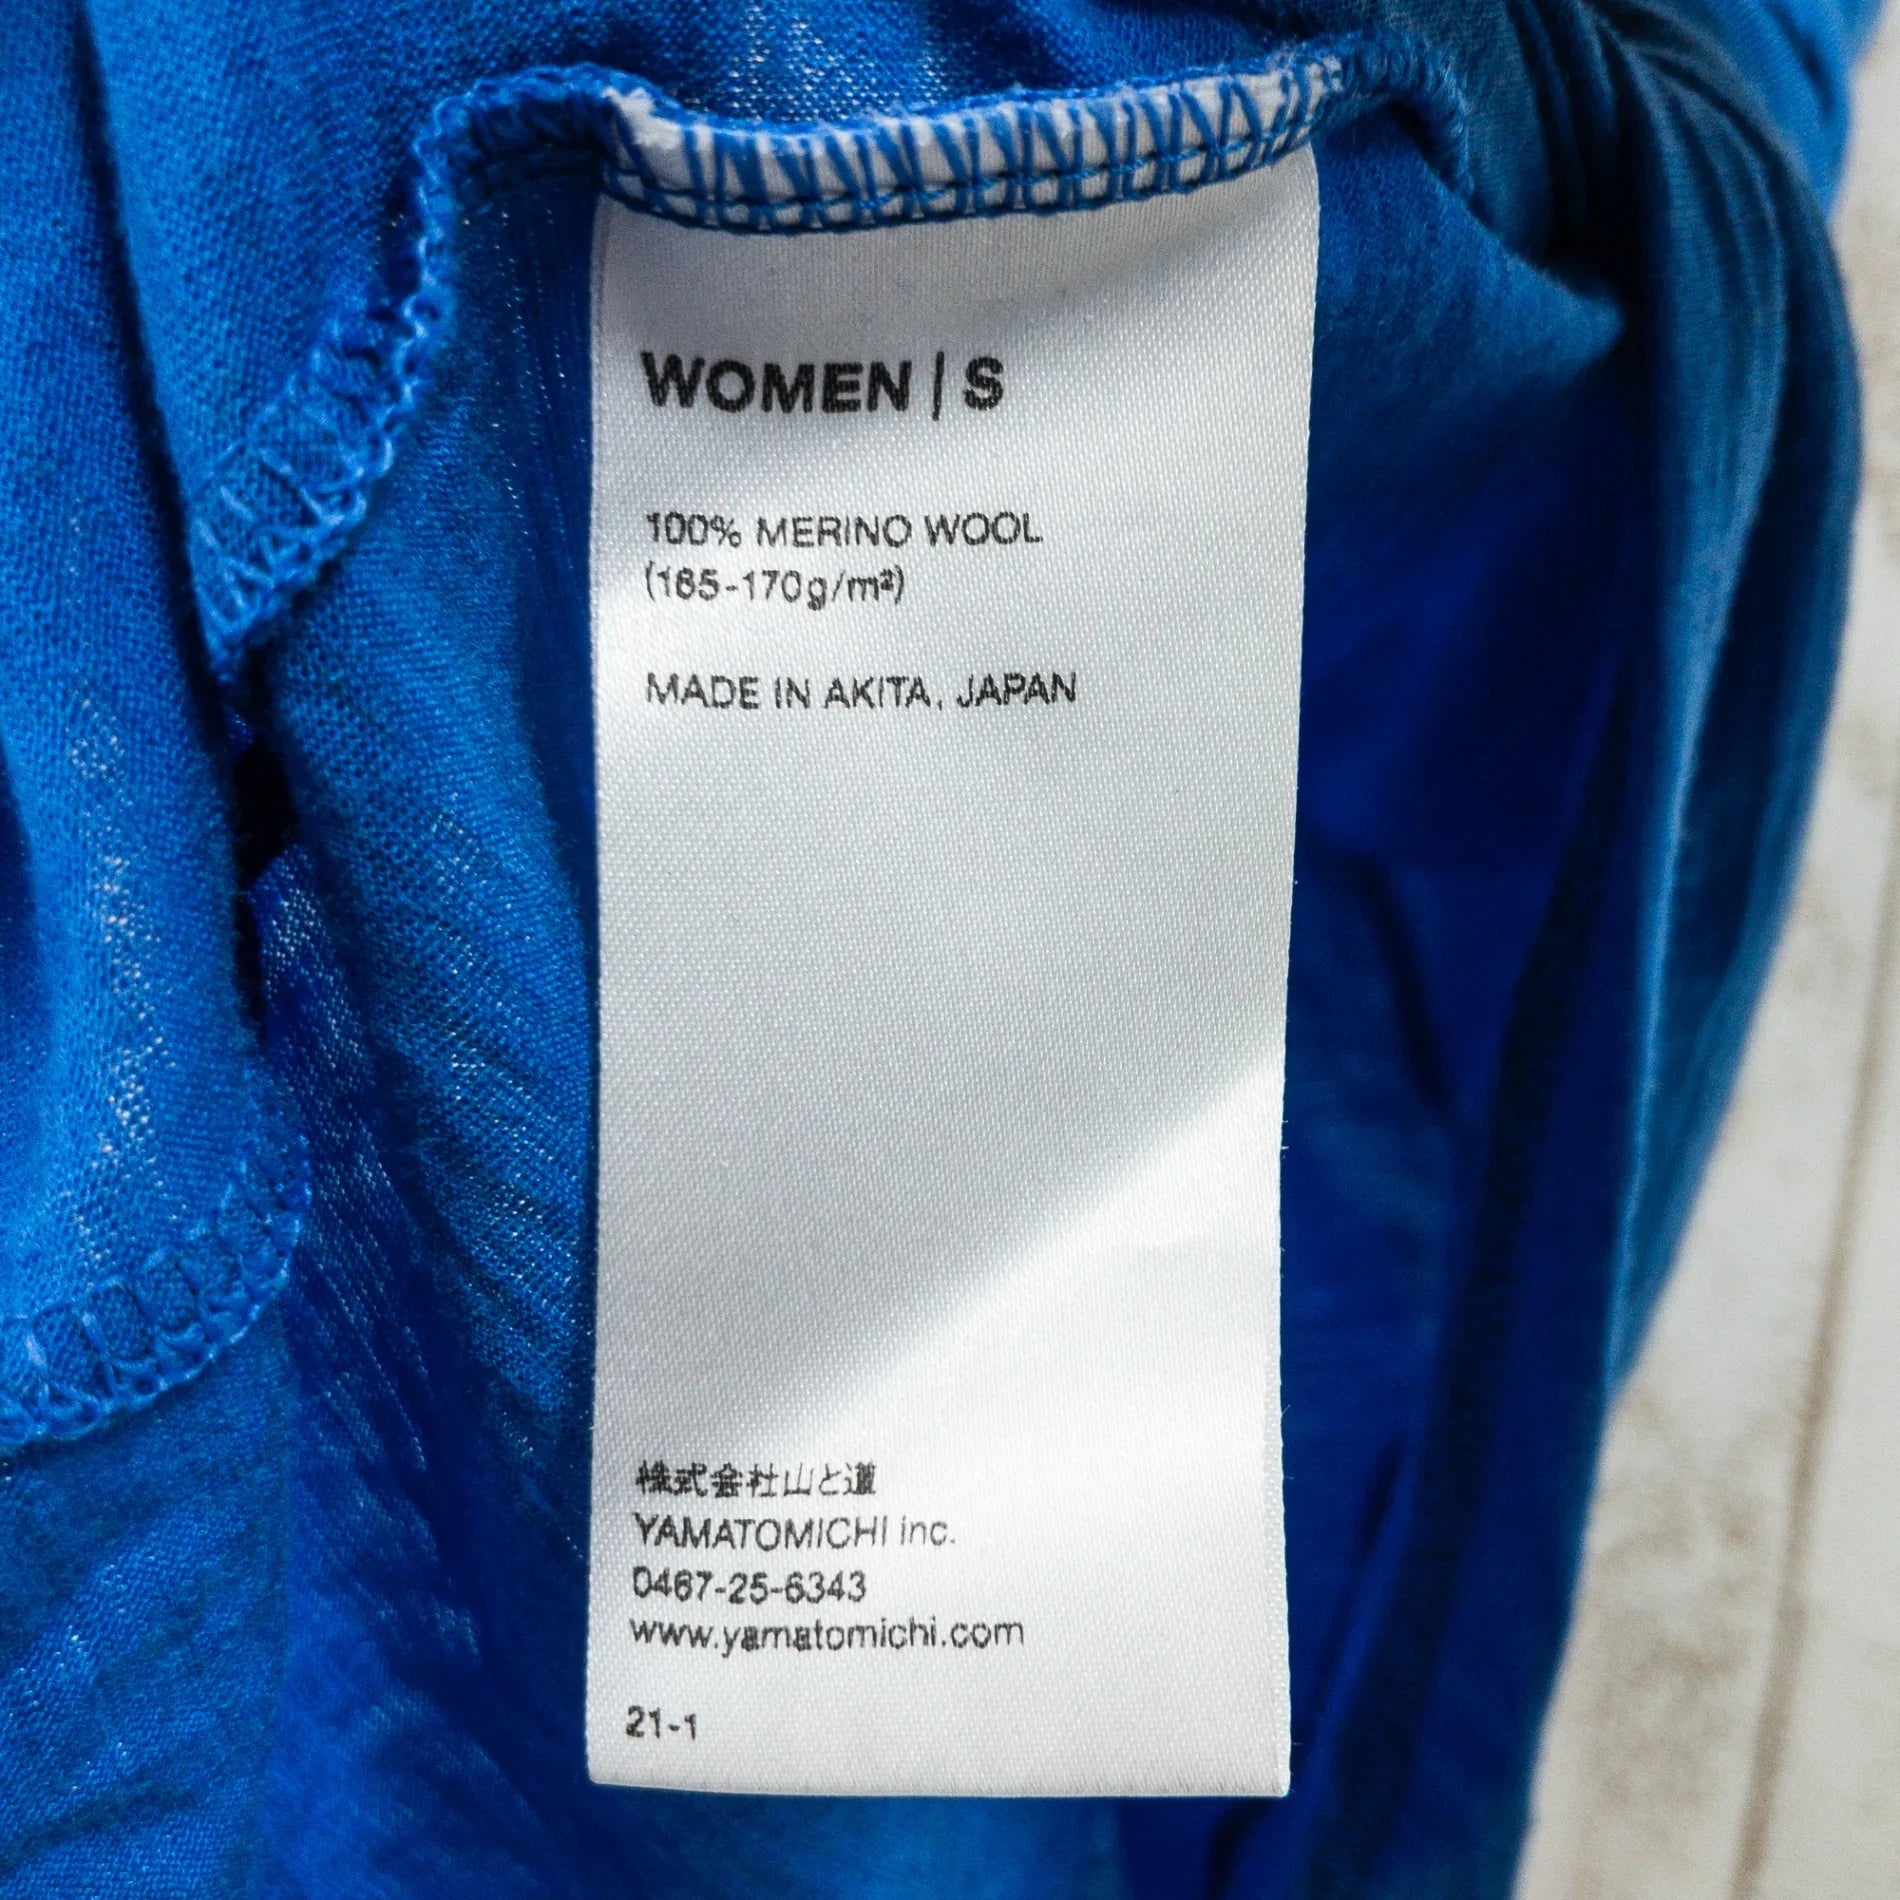 WOMEN | S
100% MERINO WOOL
(165-170g/m²)
MADE IN AKITA, JAPAN
株式会社山と道
YAMATOMICHI inc.
0467-25-6343
www.yamatomichi.com
21-1